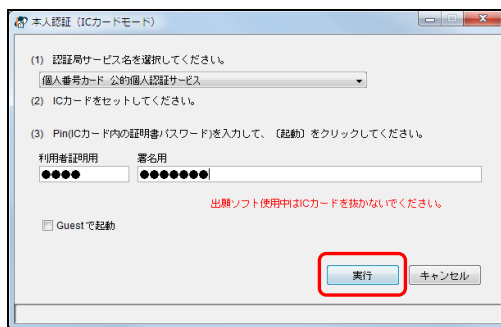 本人認証（ICカードモード）
(1) 認証局サービス名を選択してください。
個人番号カード 公的個人認証サービス
(2) ICカードをセットしてください。
(3) Pin(ICカード内の証明書パスワード)を入力して、〔起動〕をクリックしてください。
利用者証明用 署名用
●●●● ●●●●●●●
出願ソフト使用中はICカードを抜かないでください。
Guestで起動
実行 キャンセル